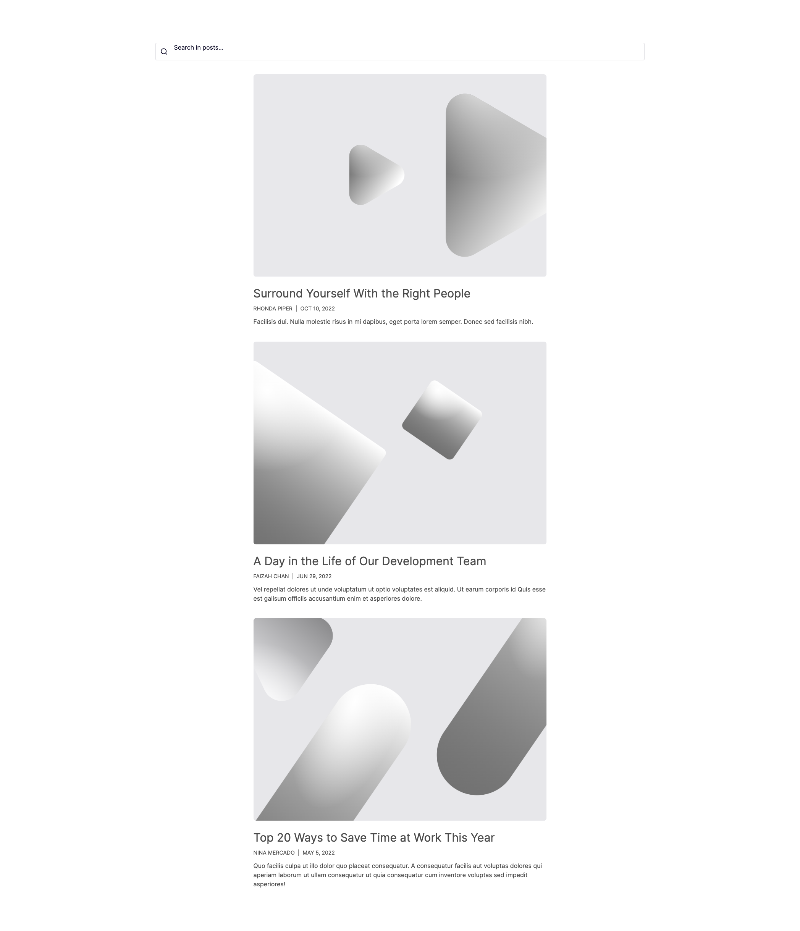 Search in posts...
Surround Yourself With the Right People
RHONDA PIPER | OCT 10, 2022
Facilisis dui. Nulla molestie risus in mi dapibus, eget porta lorem semper. Donec sed facilisis nibh.
A Day in the Life of Our Development Team
FAIZAH CHAN | JUN 29, 2022
Vel repellat dolores ut unde voluptatum ut optio voluptates est aliquid. Ut earum corporis id Quis esse
est galisum officiis accusantium enim et asperiores dolore.
Top 20 Ways to Save Time at Work This Year
NINA MERCADO | MAY 5, 2022
Quo facilis culpa ut illo dolor quo placeat consequatur. A consequatur facilis aut voluptas dolores qui
aperiam laborum ut ullam consequatur ut quia consequatur cum inventore voluptas sed impedit
asperiores!